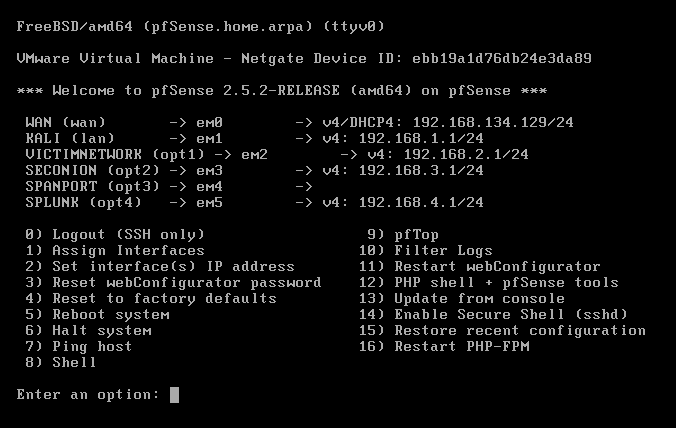 FreeBSD/amd64 (pfSense.home.arpa) (ttyv0)
VMware Virtual Machine - Netgate Device ID: ebb19a1d76db24e3da89
*** Welcome to pfSense 2.5.2-RELEASE (amd64) on pfSense ***
WAN (wan) -> em0 -> v4/DHCP4: 192.168.134.129/24
KALI (lan) -> em1 -> v4: 192.168.1.1/24
VICTIMNETWORK (opt1) -> em2 -> v4: 192.168.2.1/24
SECONION (opt2) -> em3 -> v4: 192.168.3.1/24
SPANPORT (opt3) -> em4 ->
SPLUNK (opt4) -> em5 -> v4: 192.168.4.1/24
0) Logout (SSH only) 9) pfTop
1) Assign Interfaces 10) Filter Logs
2) Set interface(s) IP address 11) Restart webConfigurator
3) Reset webConfigurator password 12) PHP shell + pfSense tools
4) Reset to factory defaults 13) Update from console
5) Reboot system 14) Enable Secure Shell (sshd)
6) Halt system 15) Restore recent configuration
7) Ping host 16) Restart PHP-FPM
8) Shell
Enter an option: